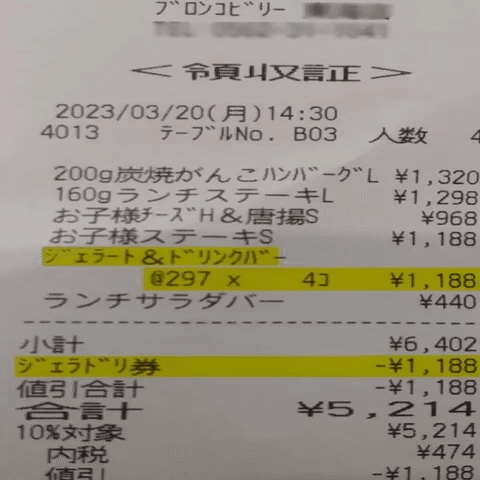 ブロンコビリー
＜ 領収証 ＞
2023/03/20(月)14:30
4013 テーブルNo. B03 人数 4
200g炭焼がんこハンバーグL ¥1,320
160gランチステーキL ¥1,298
お子様チーズH＆唐揚S ¥968
お子様ステーキS ¥1,188
ジェラート＆ドリンクバー
@297 x 4コ ¥1,188
ランチサラダバー ¥440
小計 ¥6,402
ジェラドリ券 -¥1,188
値引合計 -¥1,188
合計 ¥5,214
10%対象 ¥5,214
内税 ¥474
値引 -¥1,188